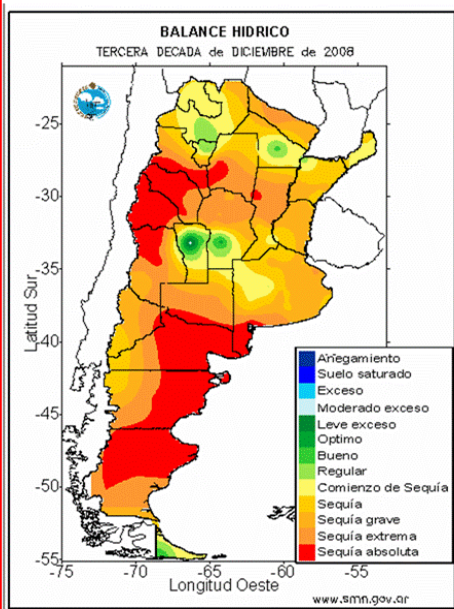 BALANCE HIDRICO
TERCERA DECADA de DICIEMBRE de 2008
-25
-30
-35
-40
-45
-50
-55
Latitud Sur
Anegamiento
Suelo saturado
Exceso
Moderado exceso
Leve exceso
Optimo
Bueno
Regular
Comienzo de Sequía
Sequía
Sequía grave
Sequía extrema
Sequía absoluta
-75 -70 -65 -60 -55
Longitud Oeste
www.smn.gov.ar